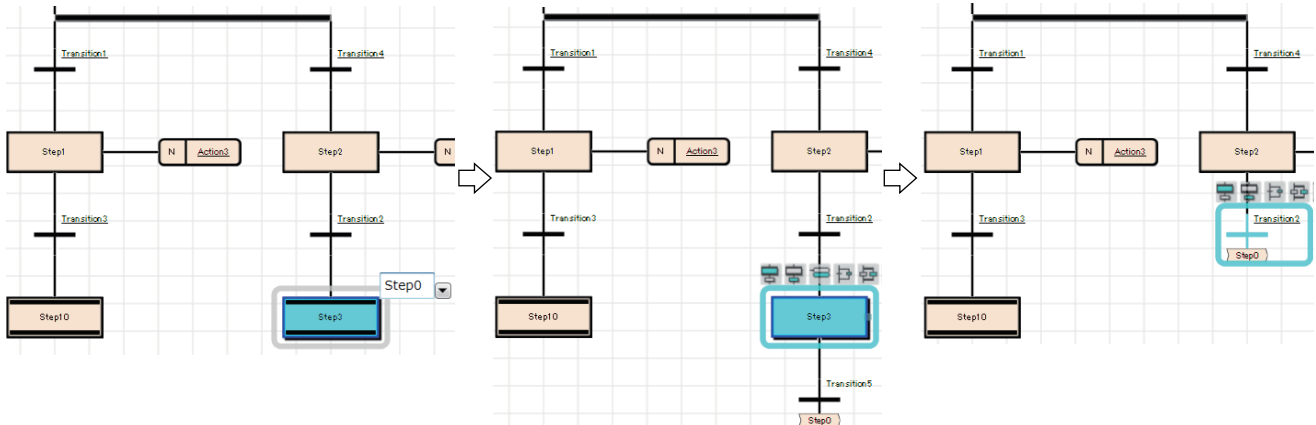 Transition1
Transition4
Step1
N
Action3
Step2
N
Transition3
Transition2
Step0
Step10
Step3
Transition1
Transition4
Step1
N
Action3
Step2
Transition3
Transition2
Step10
Step3
Transition5
Step0
Transition1
Transition4
Step1
N
Action3
Step2
Transition3
Transition2
Step0
Step10